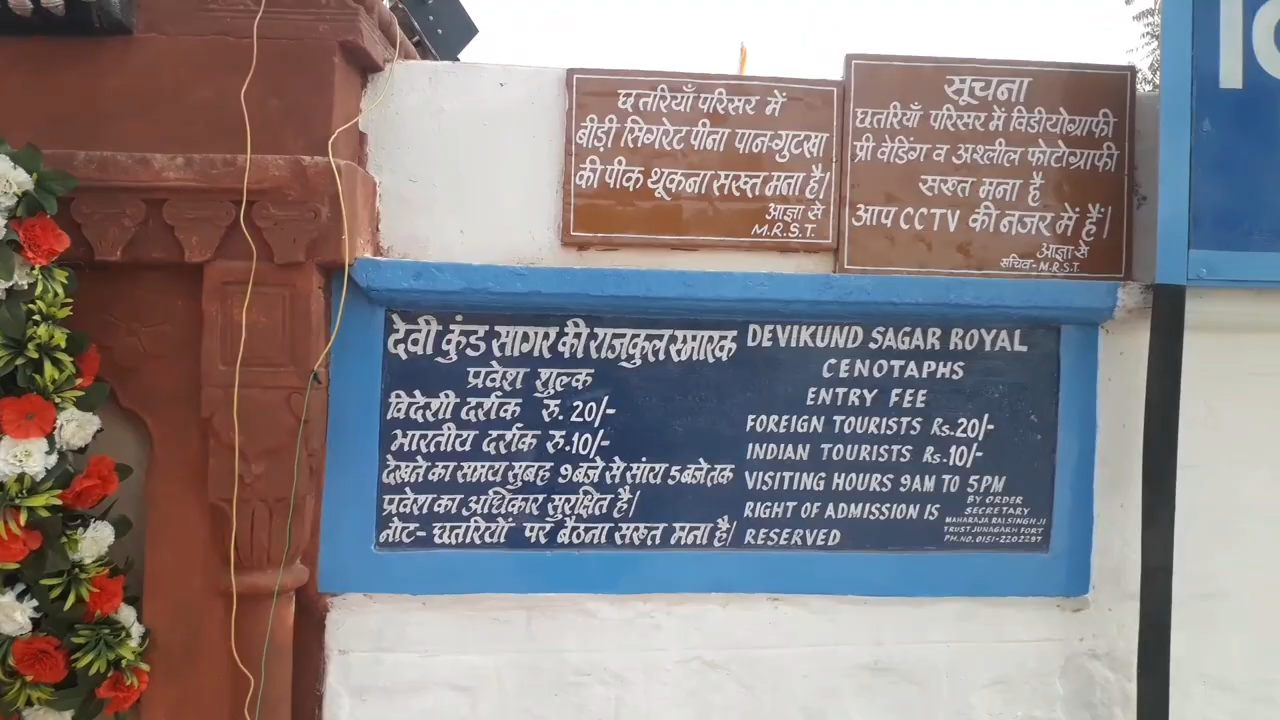 छतरियाँ परिसर में
बीड़ी सिगरेट पीना पान-गुटखा
की पीक थूकना सख्त मना है।
आज्ञा से
M.R.S.T.
सूचना
छतरियाँ परिसर में विडीयोग्राफी
प्री वेडिंग व अश्लील फोटोग्राफी
सख्त मना है
आप CCTV की नजर में हैं।
आज्ञा से
सचिव-M.R.S.T.
देवी कुंड सागर की राजकुल स्मारक
प्रवेश शुल्क
विदेशी दर्शक रु. 20/-
भारतीय दर्शक रु.10/-
देखने का समय सुबह 9 बजे से सांय 5 बजे तक
प्रवेश का अधिकार सुरक्षित है।
नोट- छतरियों पर बैठना सख्त मना है।
DEVIKUND SAGAR ROYAL
CENOTAPHS
ENTRY FEE
FOREIGN TOURISTS Rs.20/-
INDIAN TOURISTS Rs.10/-
VISITING HOURS 9AM TO 5PM
RIGHT OF ADMISSION IS
RESERVED
BY ORDER
SECRETARY
MAHARAJA RAI SINGH JI
TRUST JUNAGARH FORT
PH.NO. 0151-2202297